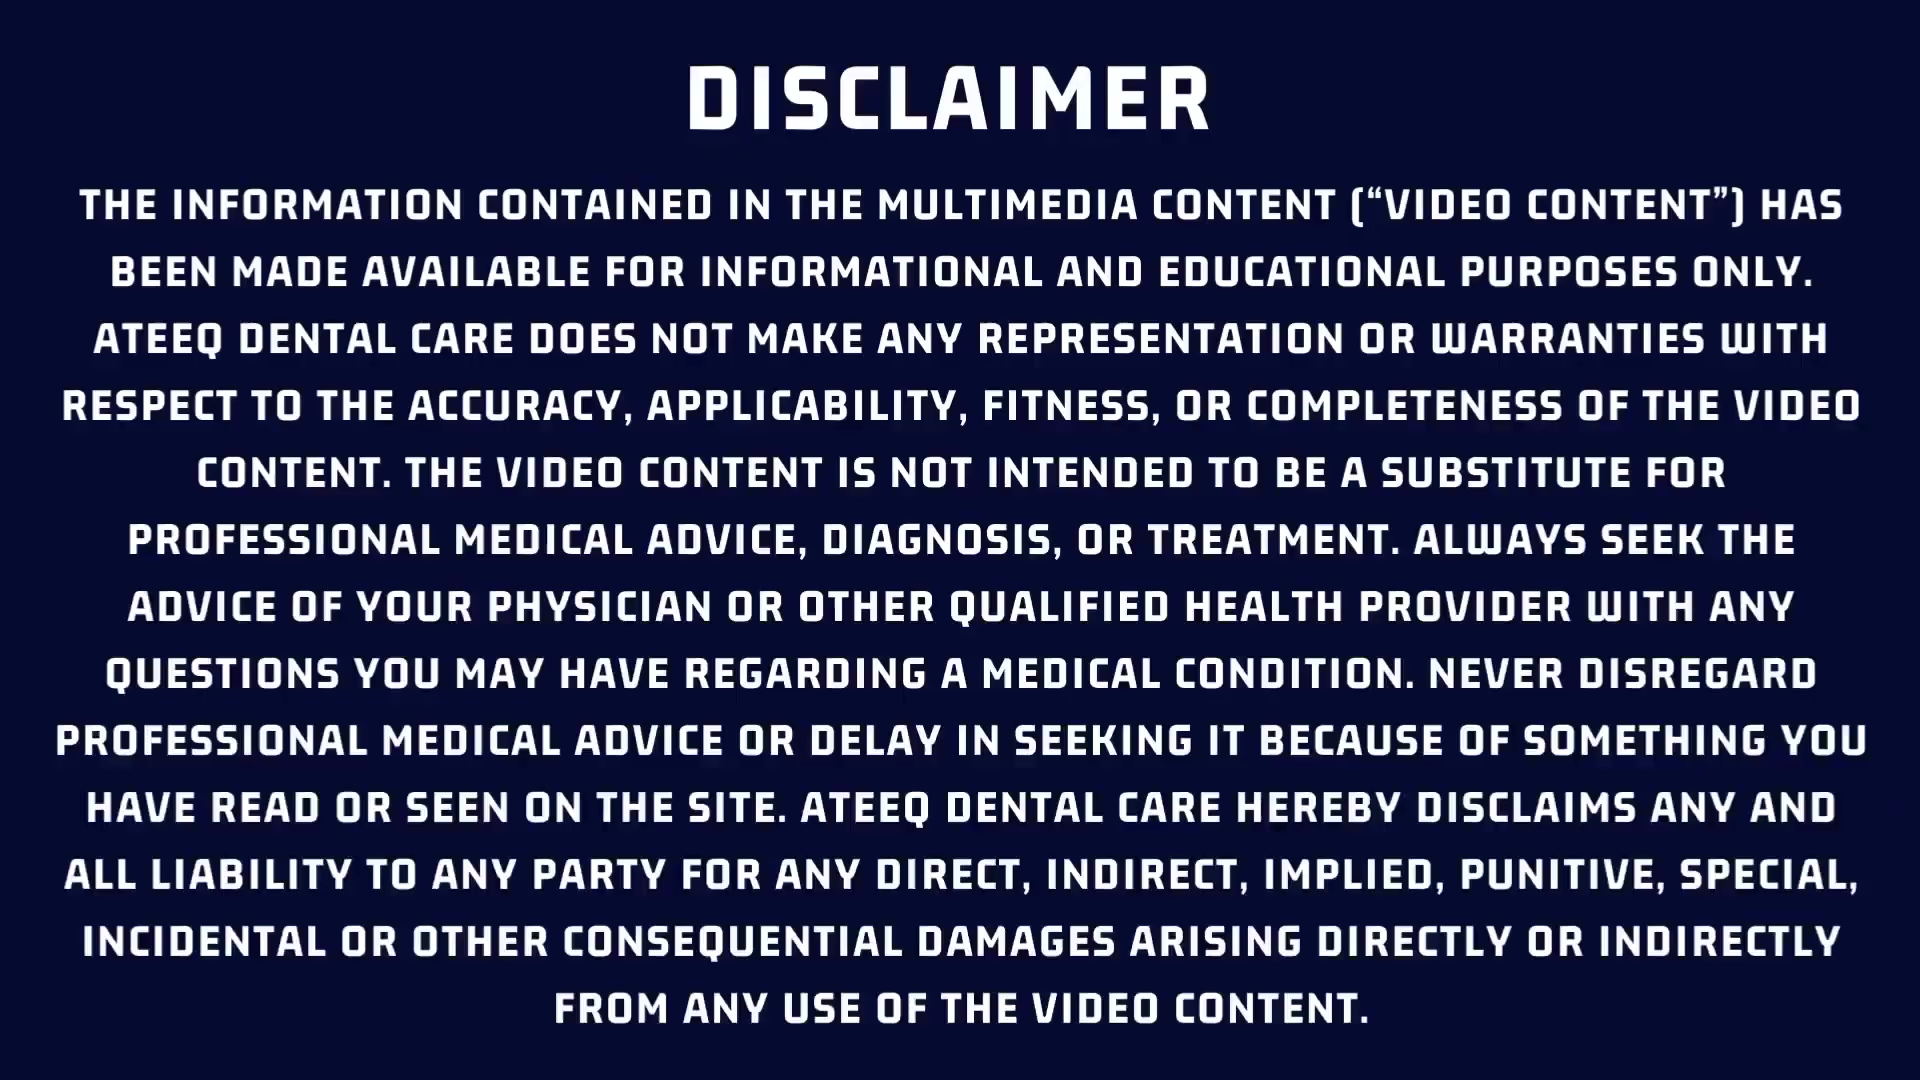 DISCLAIMER
THE INFORMATION CONTAINED IN THE MULTIMEDIA CONTENT (“VIDEO CONTENT”) HAS
BEEN MADE AVAILABLE FOR INFORMATIONAL AND EDUCATIONAL PURPOSES ONLY.
ATEEQ DENTAL CARE DOES NOT MAKE ANY REPRESENTATION OR WARRANTIES WITH
RESPECT TO THE ACCURACY, APPLICABILITY, FITNESS, OR COMPLETENESS OF THE VIDEO
CONTENT. THE VIDEO CONTENT IS NOT INTENDED TO BE A SUBSTITUTE FOR
PROFESSIONAL MEDICAL ADVICE, DIAGNOSIS, OR TREATMENT. ALWAYS SEEK THE
ADVICE OF YOUR PHYSICIAN OR OTHER QUALIFIED HEALTH PROVIDER WITH ANY
QUESTIONS YOU MAY HAVE REGARDING A MEDICAL CONDITION. NEVER DISREGARD
PROFESSIONAL MEDICAL ADVICE OR DELAY IN SEEKING IT BECAUSE OF SOMETHING YOU
HAVE READ OR SEEN ON THE SITE. ATEEQ DENTAL CARE HEREBY DISCLAIMS ANY AND
ALL LIABILITY TO ANY PARTY FOR ANY DIRECT, INDIRECT, IMPLIED, PUNITIVE, SPECIAL,
INCIDENTAL OR OTHER CONSEQUENTIAL DAMAGES ARISING DIRECTLY OR INDIRECTLY
FROM ANY USE OF THE VIDEO CONTENT.